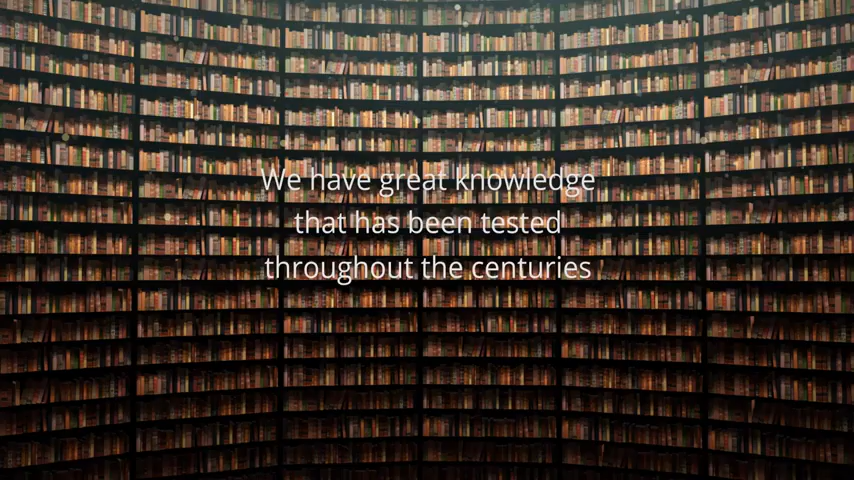 We have great knowledge
that has been tested
throughout the centuries